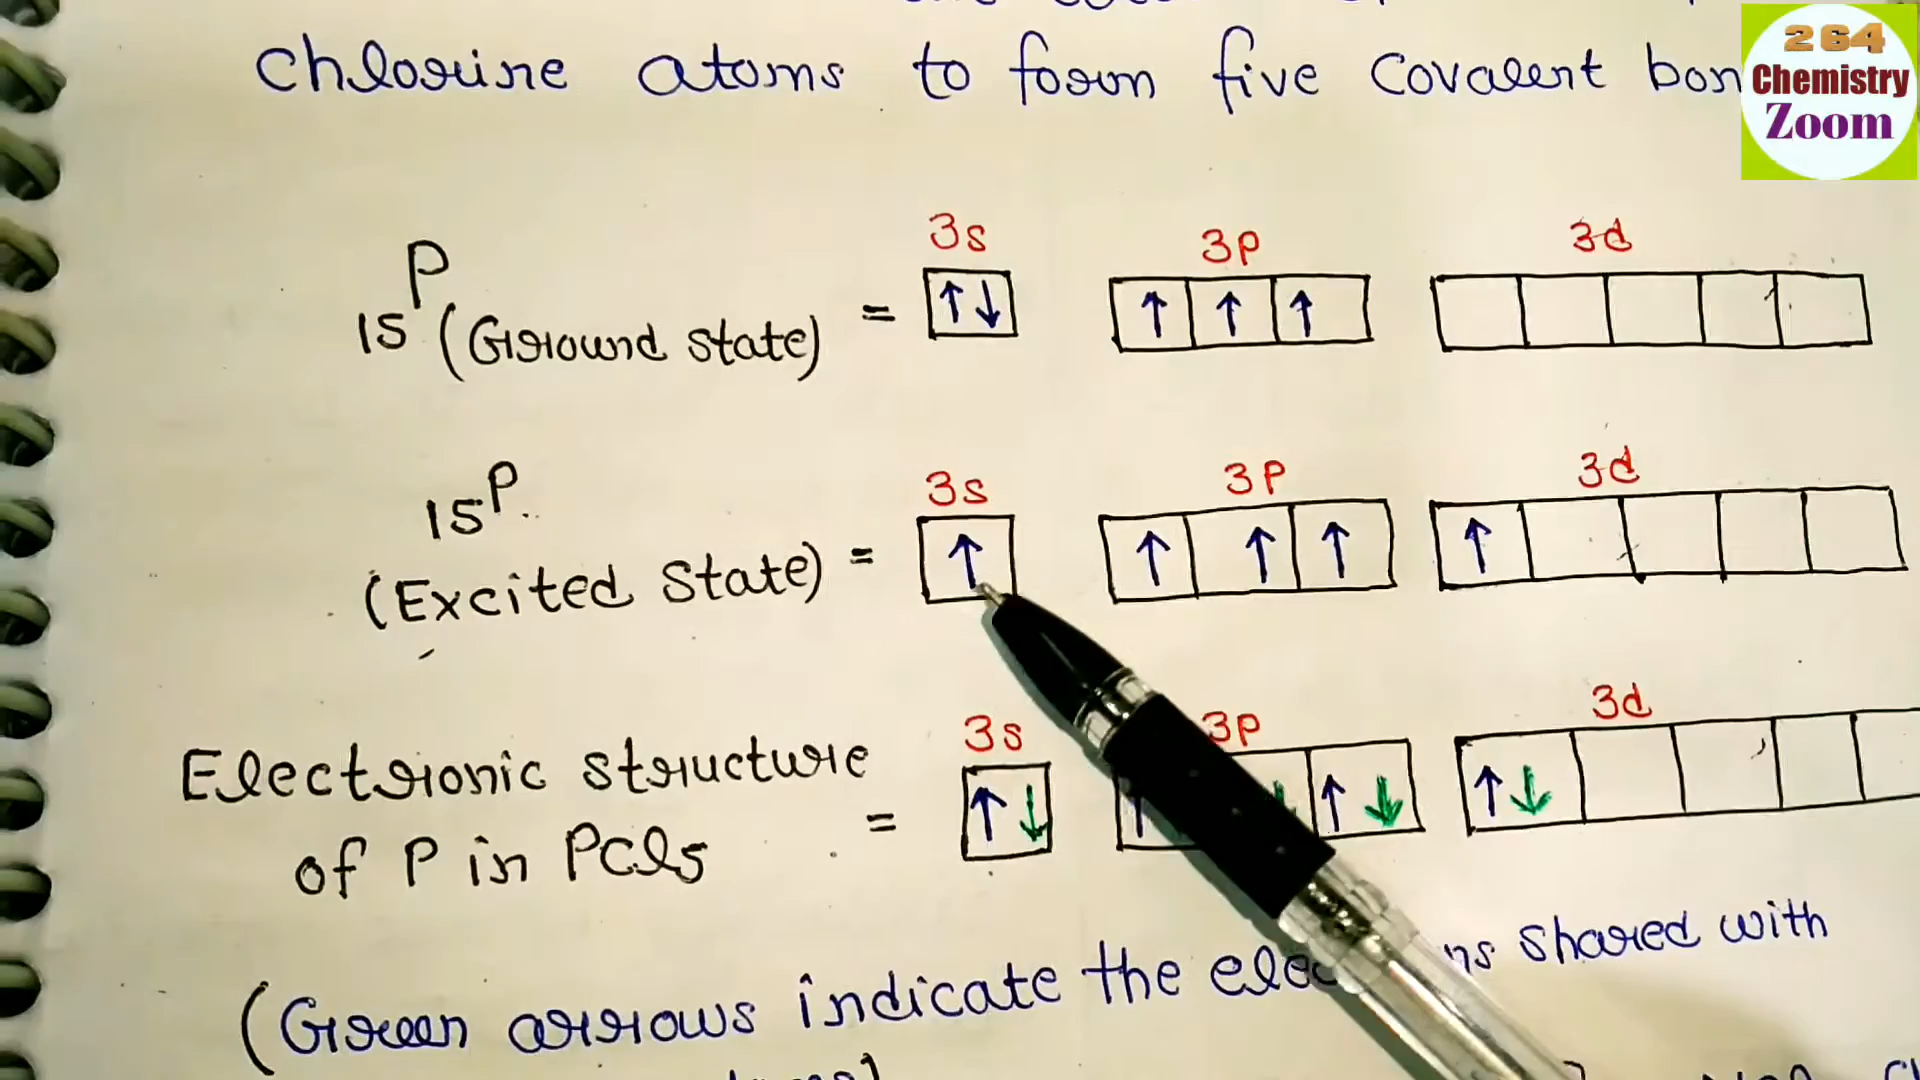 chlorine atoms to form five covalent bon
264
Chemistry
Zoom
3s 3p 3d
15P (Ground state) = ↑↓ ↑ ↑ ↑
3s 3p 3d
15P
(Excited state) = ↑ ↑ ↑ ↑ ↑
3s 3p 3d
Electronic structure
of P in PCl5 = ↑↓ ↑↓ ↑↓
(Green arrows indicate the shared with